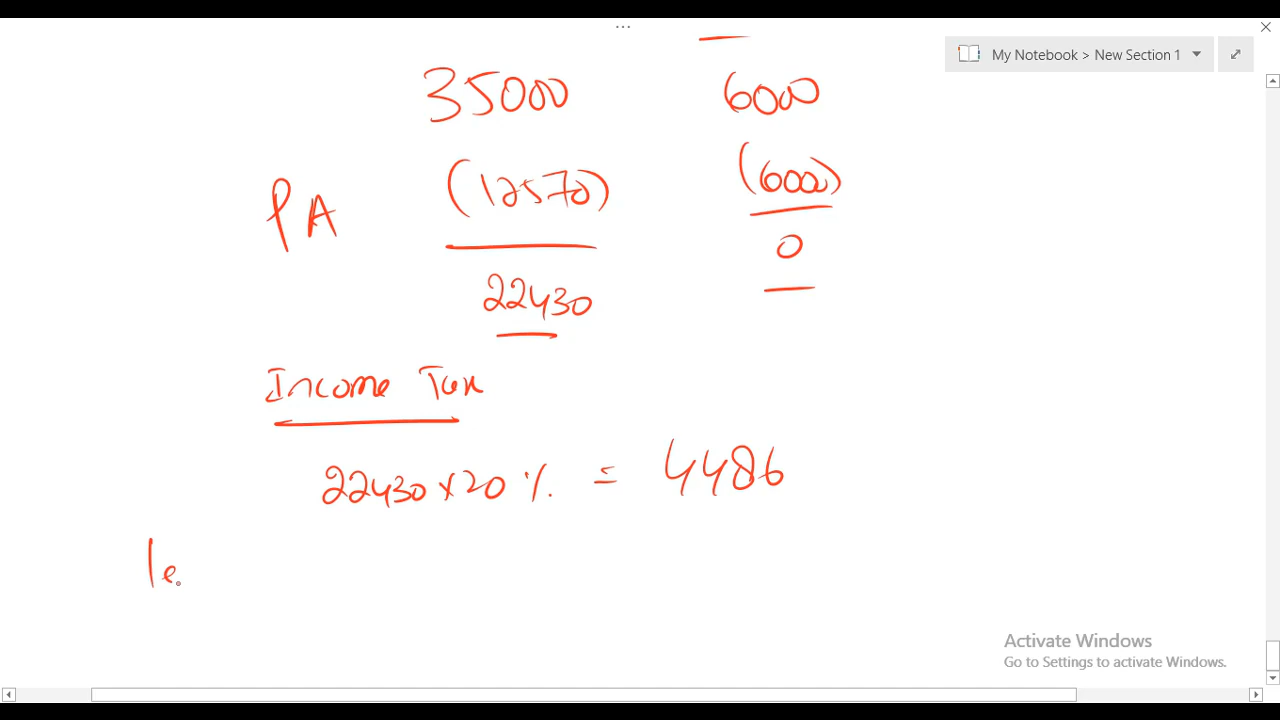 My Notebook > New Section 1
35000 6000
PA (12570) (6000)
22430 0
Income Tax
22430 x 20 % = 4486
le
Activate Windows
Go to Settings to activate Windows.